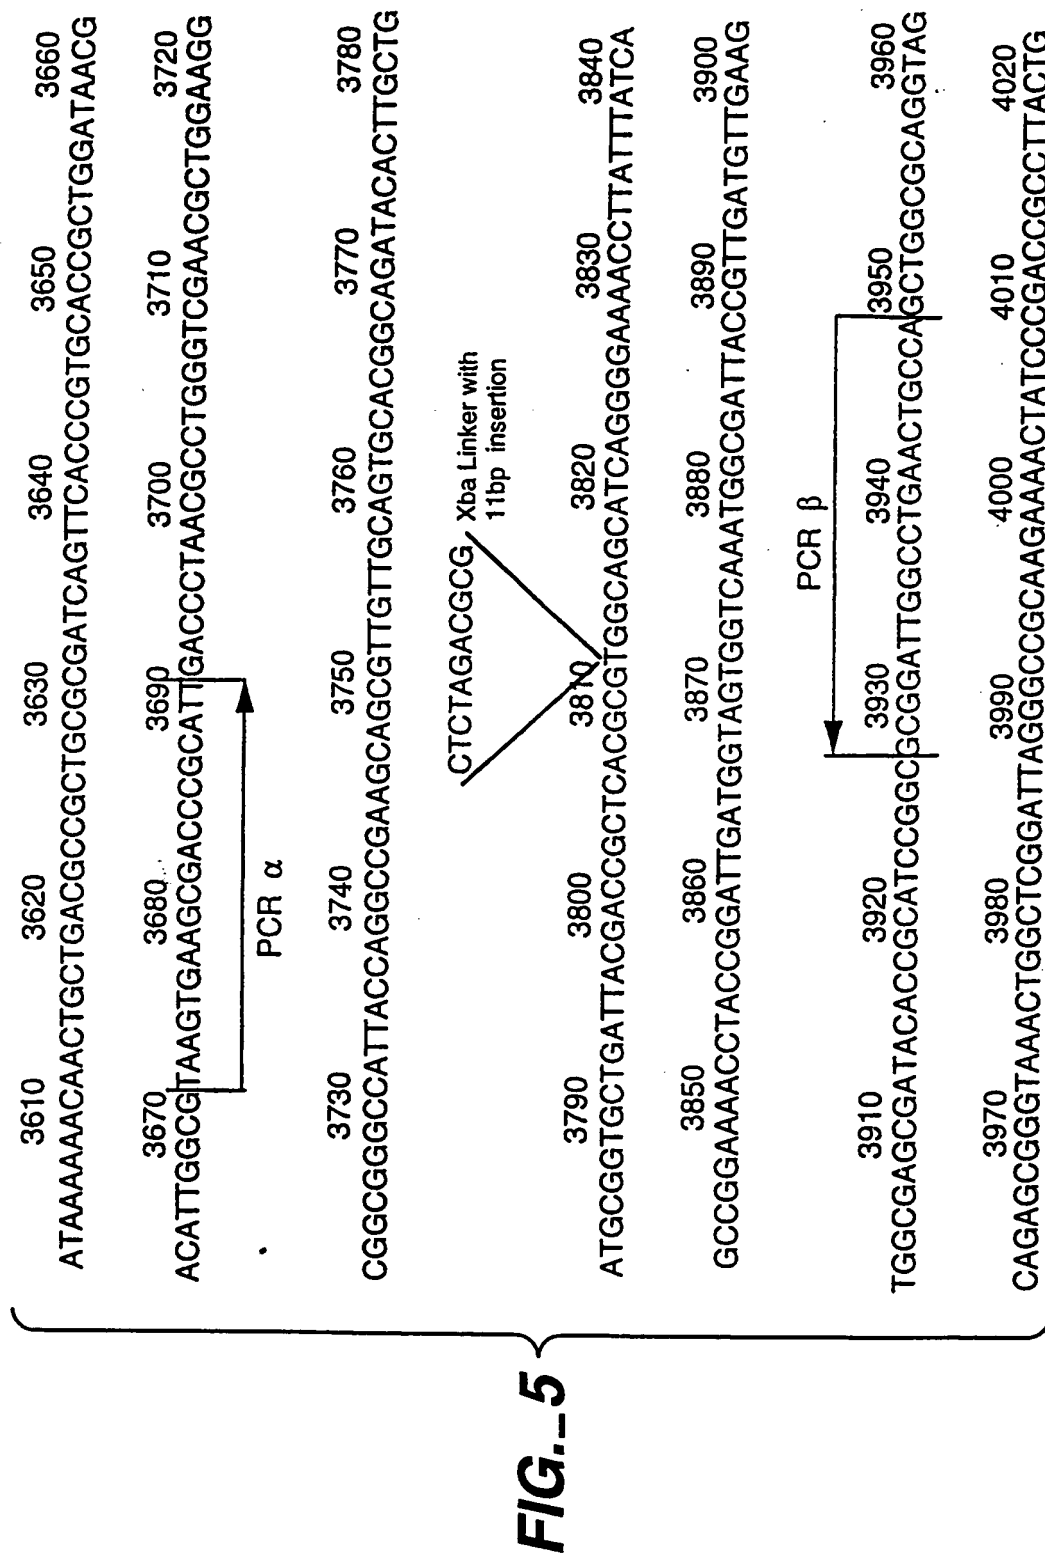 3610 3620 3630 3640 3650 3660
ATAAAAACAACTGCTGACGCCGCTGCGCGATCAGTTCACCCGTGCACCGCTGGATAACG
3670 3680 3690 3700 3710 3720
ACATTGGCGTAAGTGAAGCGACCCGCATTGACCCTAACGCCTGGGTCGAACGCTGGAAGG
PCR α
3730 3740 3750 3760 3770 3780
CGGCGGGCCATTACCAGGCCGAAGCAGCGTTGTTGCAGTGCACGGCAGATACACTTGCTG
CTCTAGACGCG
Xba Linker with
11bp insertion
3790 3800 3810 3820 3830 3840
ATGCGGTGCTGATTACGACCGCTCACGCGTGGCAGCATCAGGGGAAAACCTTATTTATCA
3850 3860 3870 3880 3890 3900
GCCGGAAAACCTACCGGATTGATGGTAGTGGTCAAATGGCGATTACCGTTGATGTTGAAG
PCR β
3910 3920 3930 3940 3950 3960
TGGCGAGCGATACACCGCATCCGGCGCGGATTGGCCTGAACTGCCAGCTGGCGCAGGTAG
3970 3980 3990 4000 4010 4020
CAGAGCGGGTAAACTGGCTCGGATTAGGGCCGCAAGAAAACTATCCCGACCGCCTTACTG
FIG._5